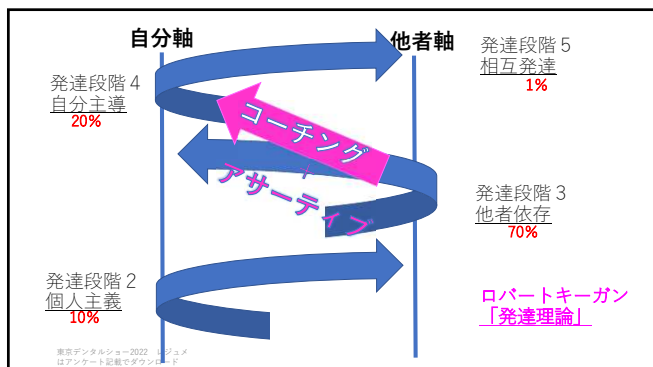 自分軸
他者軸
発達段階5
相互発達
1%
発達段階4
自分主導
20%
コーチング
+
アサーティブ
発達段階3
他者依存
70%
発達段階2
個人主義
10%
ロバートキーガン
「発達理論」
東京デンタルショー2022 レジュメ
はアンケート記載でダウンロード